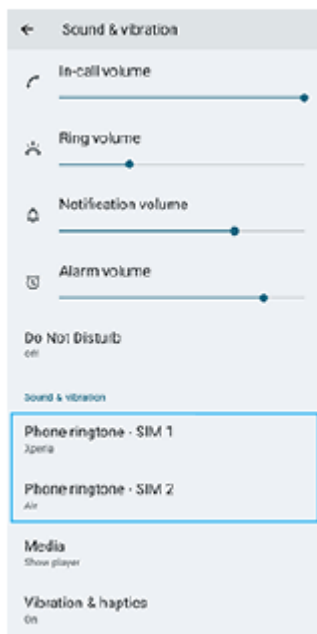 Sound & vibration
In-call volume
Ring volume
Notification volume
Alarm volume
Do Not Disturb
Off
Sound & vibration
Phone ringtone - SIM 1
Xperia
Phone ringtone - SIM 2
Air
Media
Show player
Vibration & haptics
On